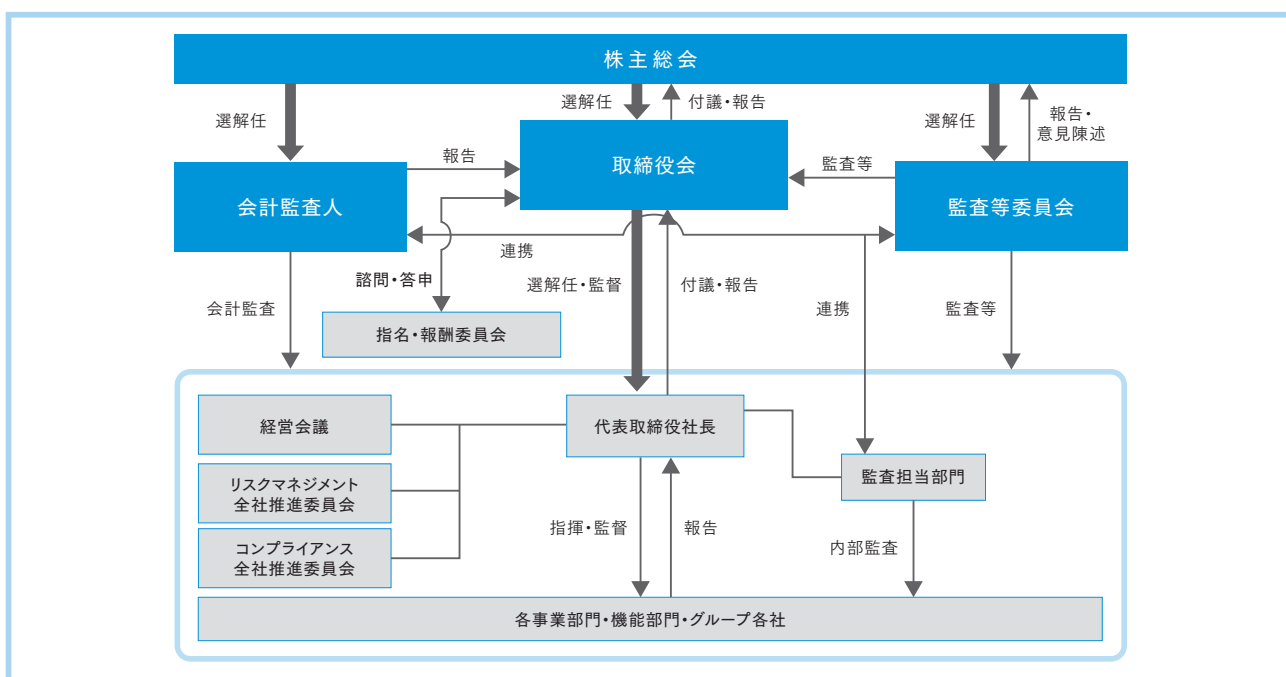 株主総会
選解任
選解任
付議・報告
選解任
報告・
意見陳述
取締役会
報告
監査等
会計監査人
監査等委員会
連携
諮問・答申
会計監査
選解任・監督
付議・報告
連携
監査等
指名・報酬委員会
経営会議
代表取締役社長
リスクマネジメント
全社推進委員会
監査担当部門
コンプライアンス
全社推進委員会
指揮・監督
報告
内部監査
各事業部門・機能部門・グループ各社